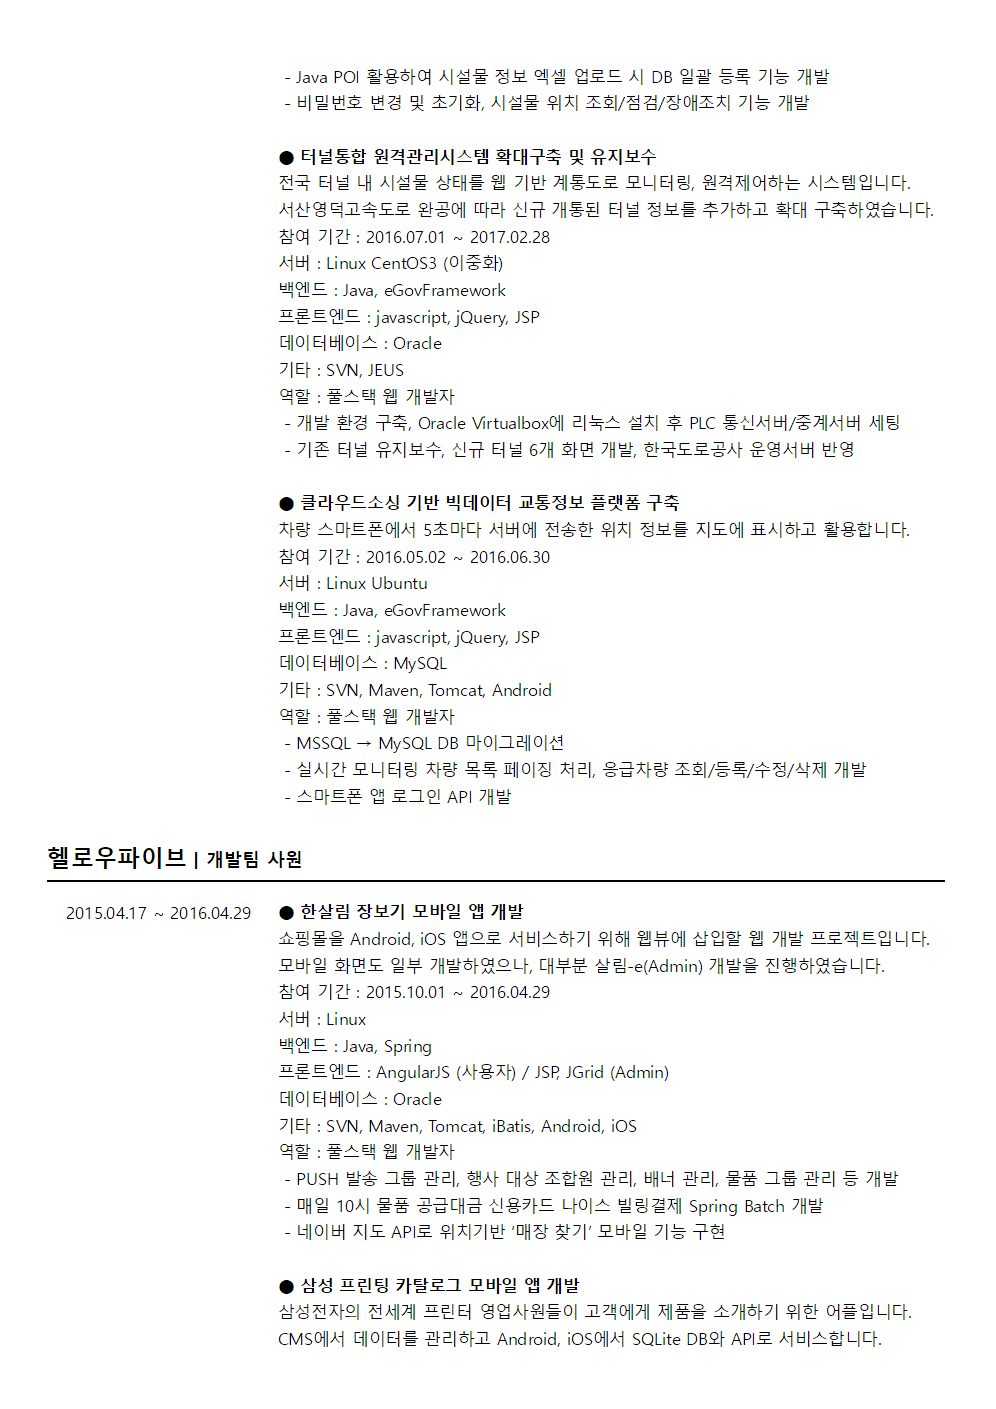 - Java POI 활용하여 시설물 정보 엑셀 업로드 시 DB 일괄 등록 기능 개발
- 비밀번호 변경 및 초기화, 시설물 위치 조회/점검/장애조치 기능 개발
● 터널통합 원격관리시스템 확대구축 및 유지보수
전국 터널 내 시설물 상태를 웹 기반 계통도로 모니터링, 원격제어하는 시스템입니다.
서산영덕고속도로 완공에 따라 신규 개통된 터널 정보를 추가하고 확대 구축하였습니다.
참여 기간 : 2016.07.01 ~ 2017.02.28
서버 : Linux CentOS3 (이중화)
백엔드 : Java, eGovFramework
프론트엔드 : javascript, jQuery, JSP
데이터베이스 : Oracle
기타 : SVN, JEUS
역할 : 풀스택 웹 개발자
- 개발 환경 구축, Oracle Virtualbox에 리눅스 설치 후 PLC 통신서버/중계서버 세팅
- 기존 터널 유지보수, 신규 터널 6개 화면 개발, 한국도로공사 운영서버 반영
● 클라우드소싱 기반 빅데이터 교통정보 플랫폼 구축
차량 스마트폰에서 5초마다 서버에 전송한 위치 정보를 지도에 표시하고 활용합니다.
참여 기간 : 2016.05.02 ~ 2016.06.30
서버 : Linux Ubuntu
백엔드 : Java, eGovFramework
프론트엔드 : javascript, jQuery, JSP
데이터베이스 : MySQL
기타 : SVN, Maven, Tomcat, Android
역할 : 풀스택 웹 개발자
- MSSQL → MySQL DB 마이그레이션
- 실시간 모니터링 차량 목록 페이징 처리, 응급차량 조회/등록/수정/삭제 개발
- 스마트폰 앱 로그인 API 개발
헬로우파이브 | 개발팀 사원
2015.04.17 ~ 2016.04.29 ● 한살림 장보기 모바일 앱 개발
쇼핑몰을 Android, iOS 앱으로 서비스하기 위해 웹뷰에 삽입할 웹 개발 프로젝트입니다.
모바일 화면도 일부 개발하였으나, 대부분 살림-e(Admin) 개발을 진행하였습니다.
참여 기간 : 2015.10.01 ~ 2016.04.29
서버 : Linux
백엔드 : Java, Spring
프론트엔드 : AngularJS (사용자) / JSP, JGrid (Admin)
데이터베이스 : Oracle
기타 : SVN, Maven, Tomcat, iBatis, Android, iOS
역할 : 풀스택 웹 개발자
- PUSH 발송 그룹 관리, 행사 대상 조합원 관리, 배너 관리, 물품 그룹 관리 등 개발
- 매일 10시 물품 공급대금 신용카드 나이스 빌링결제 Spring Batch 개발
- 네이버 지도 API로 위치기반 ‘매장 찾기’ 모바일 기능 구현
● 삼성 프린팅 카탈로그 모바일 앱 개발
삼성전자의 전세계 프린터 영업사원들이 고객에게 제품을 소개하기 위한 어플입니다.
CMS에서 데이터를 관리하고 Android, iOS에서 SQLite DB와 API로 서비스합니다.